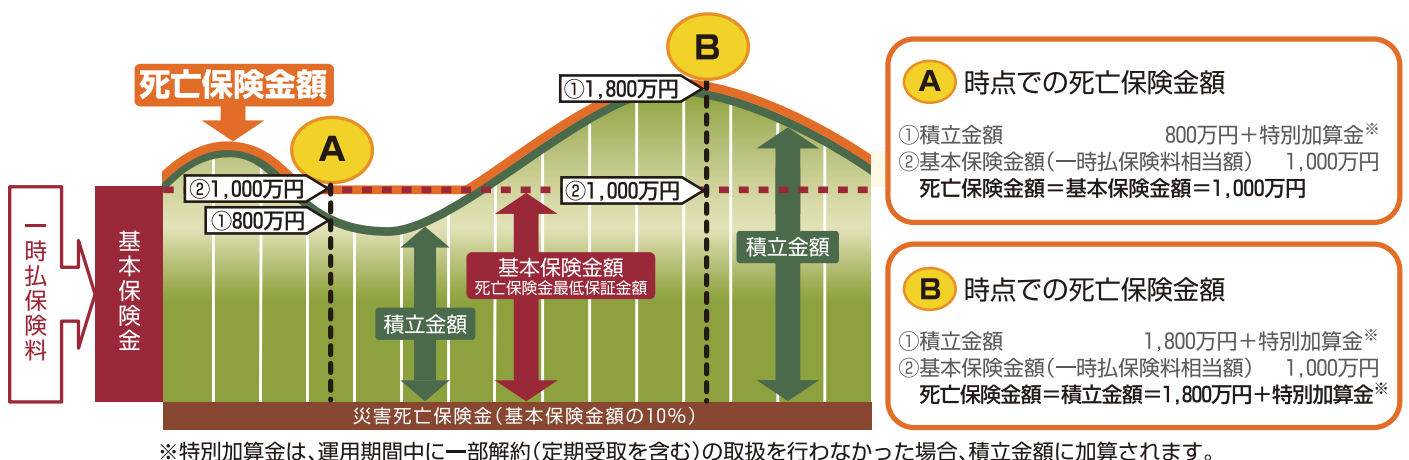 死亡保険金額
A
B
①1,800万円
②1,000万円
①800万円
②1,000万円
一時払保険料
基本保険金
積立金額
基本保険金額
死亡保険金最低保証金額
積立金額
災害死亡保険金（基本保険金額の10%）
A 時点での死亡保険金額
①積立金額 800万円＋特別加算金※
②基本保険金額（一時払保険料相当額） 1,000万円
死亡保険金額＝基本保険金額＝1,000万円
B 時点での死亡保険金額
①積立金額 1,800万円＋特別加算金※
②基本保険金額（一時払保険料相当額） 1,000万円
死亡保険金額＝積立金額＝1,800万円＋特別加算金※
※特別加算金は、運用期間中に一部解約（定期受取を含む）の取扱を行わなかった場合、積立金額に加算されます。